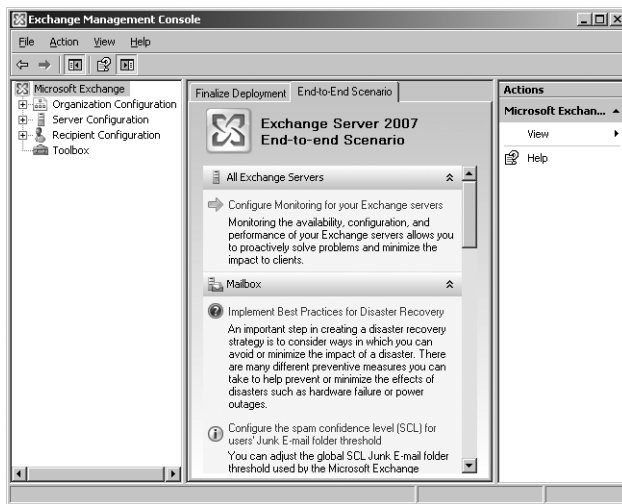 Exchange Management Console
File Action View Help
Microsoft Exchange
Organization Configuration
Server Configuration
Recipient Configuration
Toolbox
Finalize Deployment End-to-End Scenario
Exchange Server 2007
End-to-end Scenario
All Exchange Servers
Configure Monitoring for your Exchange servers
Monitoring the availability, configuration, and
performance of your Exchange servers allows you
to proactively solve problems and minimize the
impact to clients.
Mailbox
Implement Best Practices for Disaster Recovery
An important step in creating a disaster recovery
strategy is to consider ways in which you can
avoid or minimize the impact of a disaster. There
are many different preventive measures you can
take to help prevent or minimize the effects of
disasters such as hardware failure or power
outages.
Configure the spam confidence level (SCL) for
users' Junk E-mail folder threshold
You can adjust the global SCL Junk E-mail folder
threshold used by the Microsoft Exchange
Actions
Microsoft Exchan...
View
Help